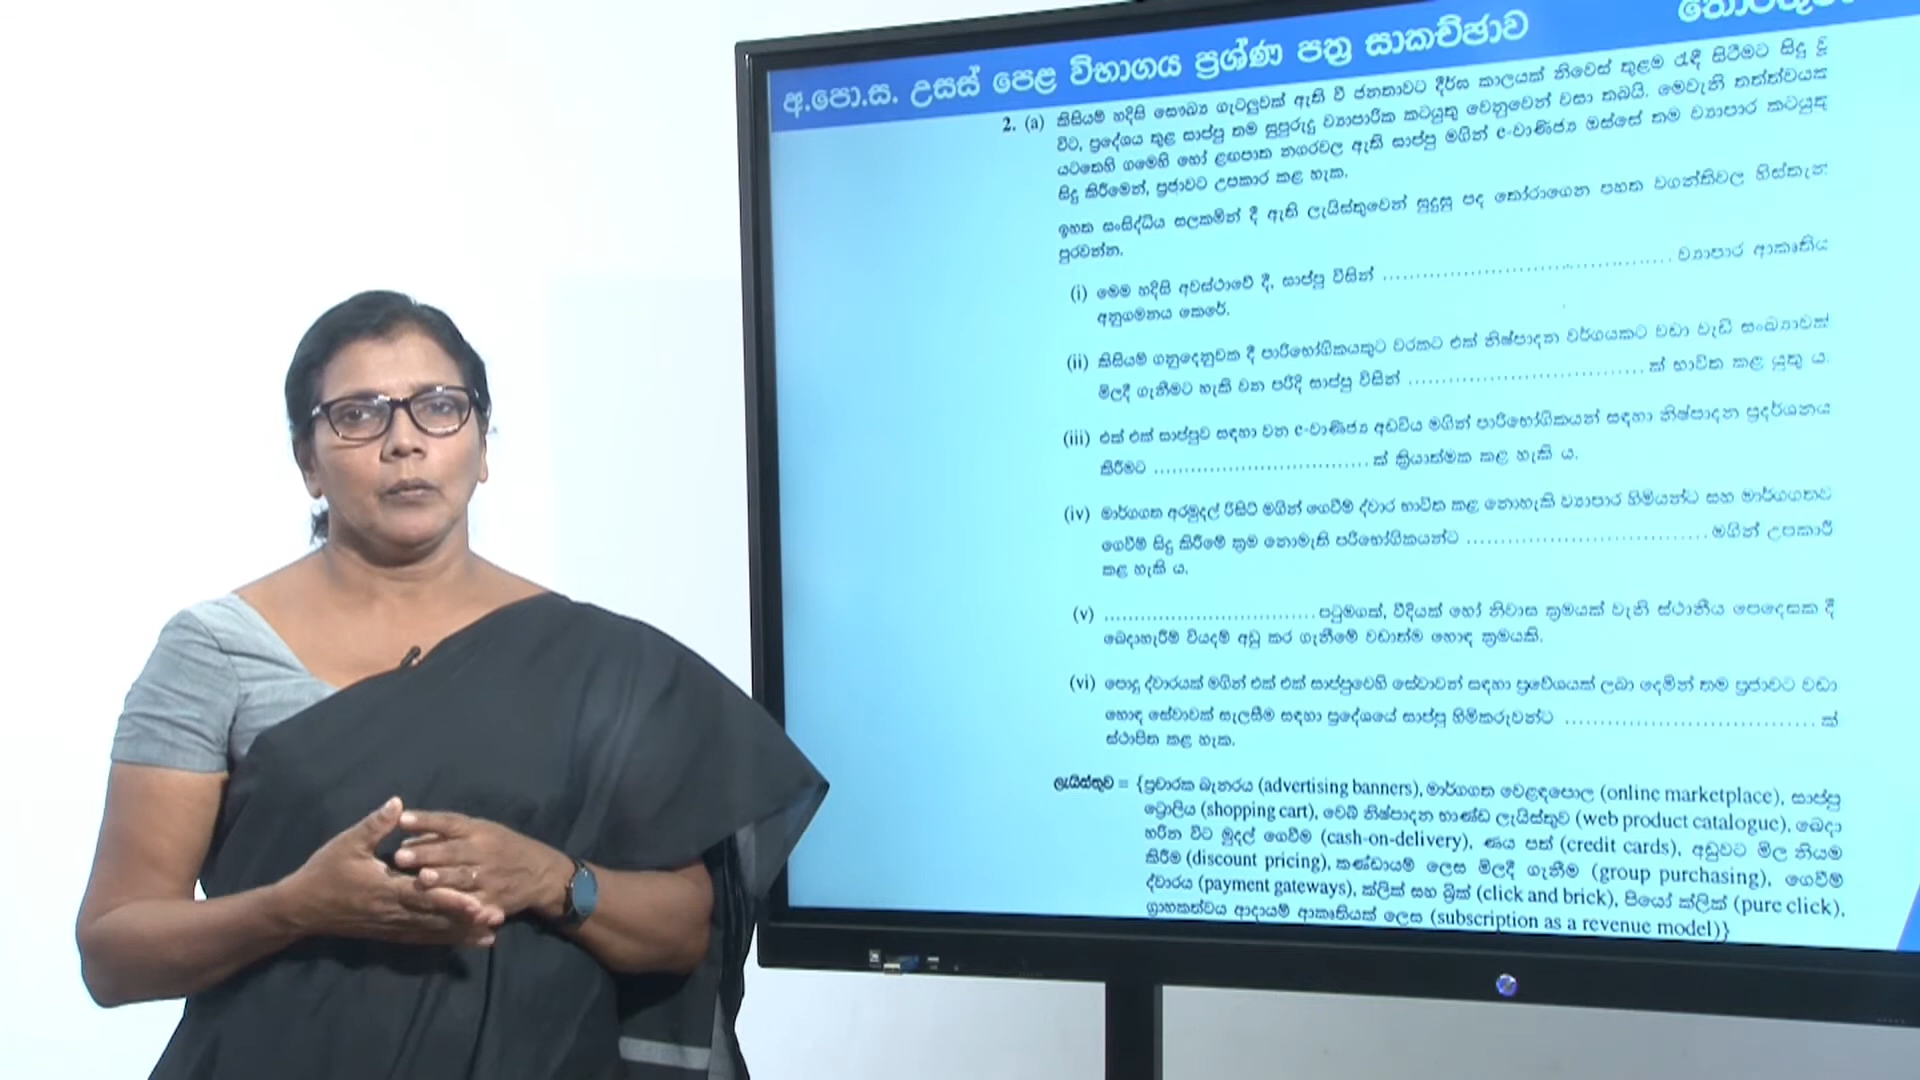 අ.පො.ස. උසස් පෙළ විභාගය ප්‍රශ්ණ පත්‍ර සාකච්ඡාව
2. (a) කිසියම් හදිසි සෞඛ්‍ය ගැටලුවක් ඇති වී ජනතාවට දීර්ඝ කාලයක් නිවෙස් තුළම රැඳී සිටීමට සිදු වූ
විට, ප්‍රදේශය තුළ සාප්පු තම සුපුරුදු ව්‍යාපාරික කටයුතු වෙනුවෙන් වසා තබයි. මෙවැනි තත්ත්වයක
යටතෙහි ගමෙහි හෝ ළඟපාත නගරවල ඇති සාප්පු මගින් e-වාණිජ්‍ය ඔස්සේ තම ව්‍යාපාර කටයුතු
සිදු කිරීමෙන්, ප්‍රජාවට උපකාර කළ හැක.
ඉහත සංසිද්ධිය සලකමින් දී ඇති ලැයිස්තුවෙන් සුදුසු පද තෝරාගෙන පහත වගන්තිවල හිස්තැන්
පුරවන්න.
(i) මෙම හදිසි අවස්ථාවේ දී, සාප්පු විසින් ........................................ ව්‍යාපාර ආකෘතිය
අනුගමනය කෙරේ.
(ii) කිසියම් ගනුදෙනුවක දී පාරිභෝගිකයකුට වරකට එක් නිෂ්පාදන වර්ගයකට වඩා වැඩි සංඛ්‍යාවක්
මිලදී ගැනීමට හැකි වන පරිදි සාප්පු විසින් .................................... ක් භාවිත කළ යුතු ය.
(iii) එක් එක් සාප්පුව සඳහා වන e-වාණිජ්‍ය අඩවිය මගින් පාරිභෝගිකයන් සඳහා නිෂ්පාදන ප්‍රදර්ශනය
කිරීමට .................................... ක් ක්‍රියාත්මක කළ හැකි ය.
(iv) මාර්ගගත අරමුදල් රිසිට් මගින් ගෙවීම් ද්වාර භාවිත කළ නොහැකි ව්‍යාපාර හිමියන්ට සහ මාර්ගගතව
ගෙවීම් සිදු කිරීමේ ක්‍රම නොමැති පරිභෝගිකයන්ට .................................... මගින් උපකාරී
කළ හැකි ය.
(v) .................................... පටුමගක්, වීදියක් හෝ නිවාස ක්‍රමයක් වැනි ස්ථානීය පෙදෙසක දී
බෙදාහැරීම් වියදම් අඩු කර ගැනීමේ වඩාත්ම හොඳ ක්‍රමයකි.
(vi) පොදු ද්වාරයක් මගින් එක් එක් සාප්පුවෙහි සේවාවන් සඳහා ප්‍රවේශයක් ලබා දෙමින් තම ප්‍රජාවට වඩා
හොඳ සේවාවක් සැලසීම සඳහා ප්‍රදේශයේ සාප්පු හිමිකරුවන්ට .................................... ක්
ස්ථාපිත කළ හැක.
ලැයිස්තුව = {ප්‍රචාරක බැනරය (advertising banners), මාර්ගගත වෙළඳපොල (online marketplace), සාප්පු
ට්‍රොලිය (shopping cart), වෙබ් නිෂ්පාදන භාණ්ඩ ලැයිස්තුව (web product catalogue), බෙදා
හරින විට මුදල් ගෙවීම (cash-on-delivery), ණය පත් (credit cards), අඩුවට මිල නියම
කිරීම (discount pricing), කණ්ඩායම් ලෙස මිලදී ගැනීම (group purchasing), ගෙවීම්
ද්වාරය (payment gateways), ක්ලික් සහ බ්‍රික් (click and brick), පියෝ ක්ලික් (pure click),
ග්‍රාහකත්වය ආදායම් ආකෘතියක් ලෙස (subscription as a revenue model)}